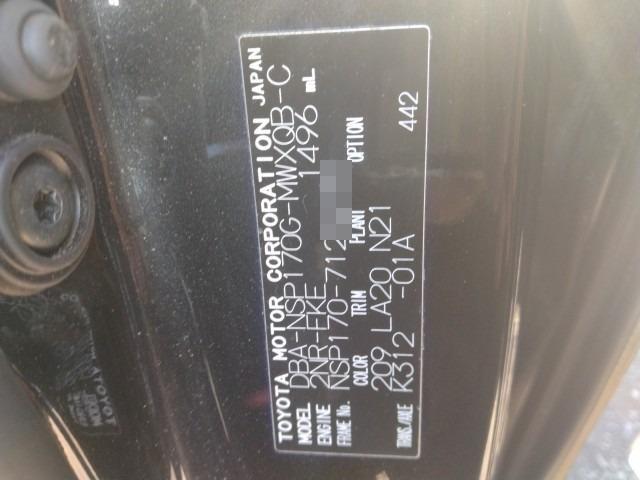 TOYOTA MOTOR CORPORATION JAPAN
MODEL DBA-NSP170G-MWXQB-C
ENGINE 2NR-FKE 1496 mL
FRAME No. NSP170-712
COLOR TRIM PLANT OPTION
209 LA20 N21 442
TRANS./AXLE K312 -01A